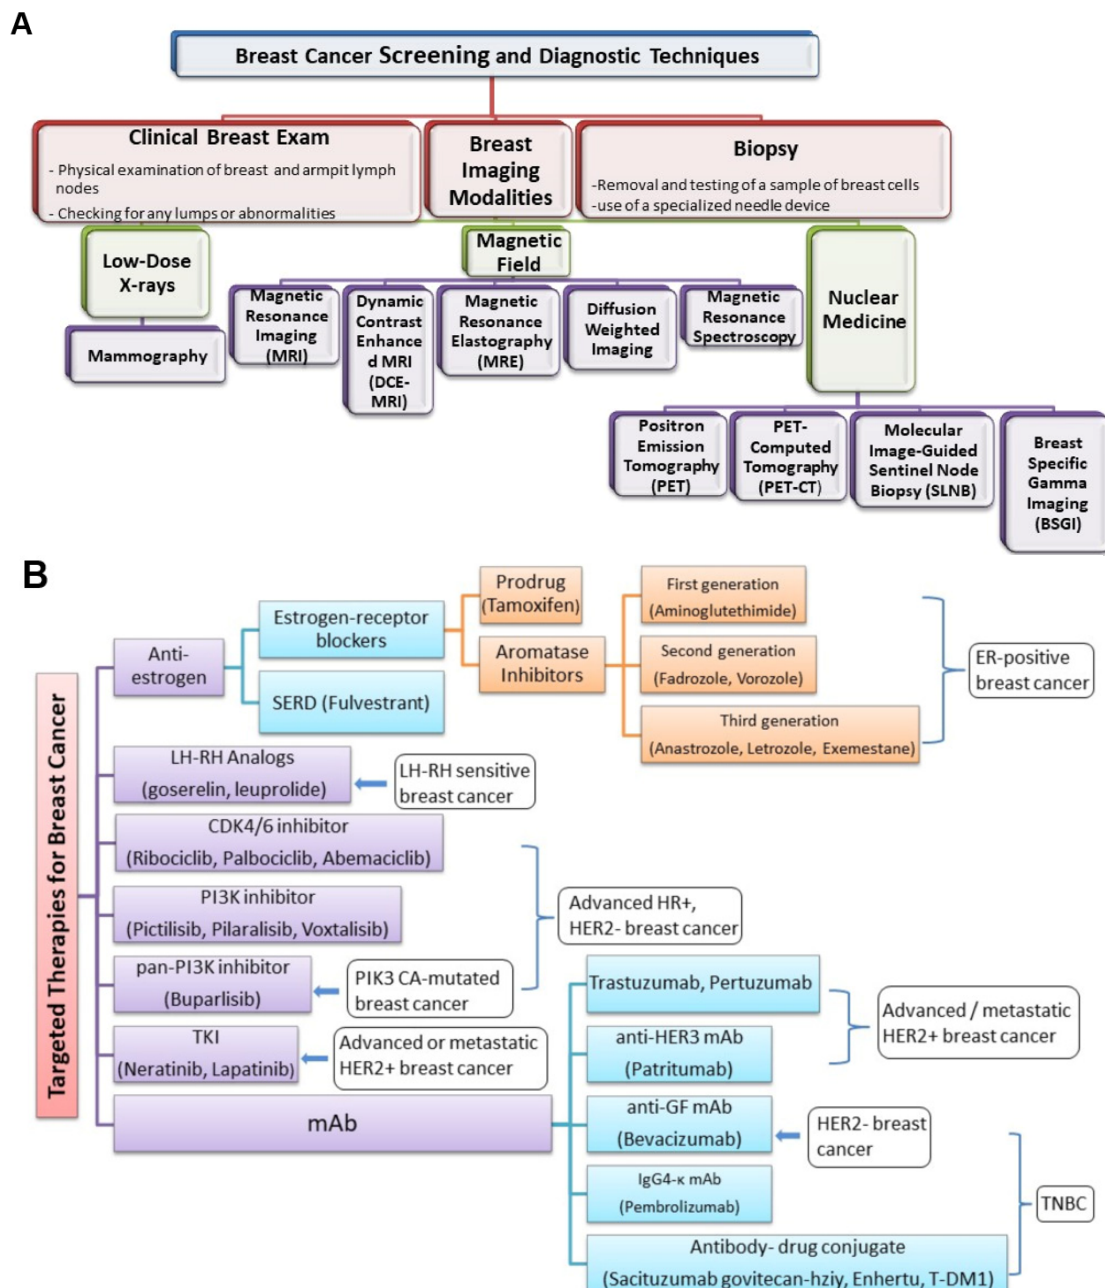 A
Breast Cancer Screening and Diagnostic Techniques
Clinical Breast Exam
- Physical examination of breast and armpit lymph
nodes
- Checking for any lumps or abnormalities
Breast
Imaging
Modalities
Biopsy
-Removal and testing of a sample of breast cells
-use of a specialized needle device
Low-Dose
X-rays
Mammography
Magnetic
Field
Magnetic
Resonance
Imaging
(MRI)
Dynamic
Contrast
Enhance
d MRI
(DCE-
MRI)
Magnetic
Resonance
Elastography
(MRE)
Diffusion
Weighted
Imaging
Magnetic
Resonance
Spectroscopy
Nuclear
Medicine
Positron
Emission
Tomography
(PET)
PET-
Computed
Tomography
(PET-CT)
Molecular
Image-Guided
Sentinel Node
Biopsy (SLNB)
Breast
Specific
Gamma
Imaging
(BSGI)
B
Targeted Therapies for Breast Cancer
Anti-
estrogen
Estrogen-receptor
blockers
SERD (Fulvestrant)
Prodrug
(Tamoxifen)
Aromatase
Inhibitors
First generation
(Aminoglutethimide)
Second generation
(Fadrozole, Vorozole)
Third generation
(Anastrozole, Letrozole, Exemestane)
ER-positive
breast cancer
LH-RH Analogs
(goserelin, leuprolide)
LH-RH sensitive
breast cancer
CDK4/6 inhibitor
(Ribociclib, Palbociclib, Abemaciclib)
PI3K inhibitor
(Pictilisib, Pilaralisib, Voxtalisib)
Advanced HR+,
HER2- breast cancer
pan-PI3K inhibitor
(Buparlisib)
PIK3 CA-mutated
breast cancer
TKI
(Neratinib, Lapatinib)
Advanced or metastatic
HER2+ breast cancer
mAb
Trastuzumab, Pertuzumab
anti-HER3 mAb
(Patritumab)
Advanced / metastatic
HER2+ breast cancer
anti-GF mAb
(Bevacizumab)
HER2- breast
cancer
IgG4-κ mAb
(Pembrolizumab)
TNBC
Antibody- drug conjugate
(Sacituzumab govitecan-hziy, Enhertu, T-DM1)